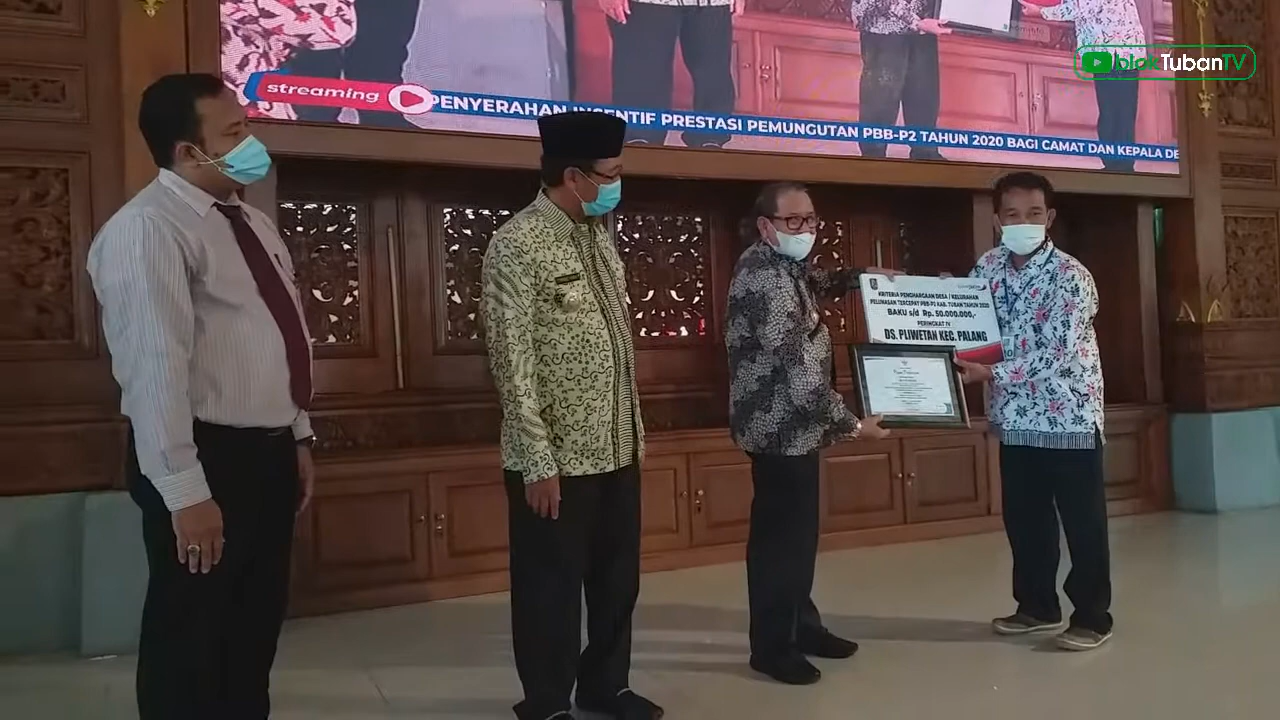 blokTubanTV
streaming
PENYERAHAN INSENTIF PRESTASI PEMUNGUTAN PBB-P2 TAHUN 2020 BAGI CAMAT DAN KEPALA DE
KRITERIA PENGHARGAAN DESA / KELURAHAN
PELUNASAN TERCEPAT PBB-P2 KAB. TUBAN TAHUN 2020
BAKU s/d Rp. 50.000.000,-
PERINGKAT IV
DS. PLIWETAN KEC. PALANG